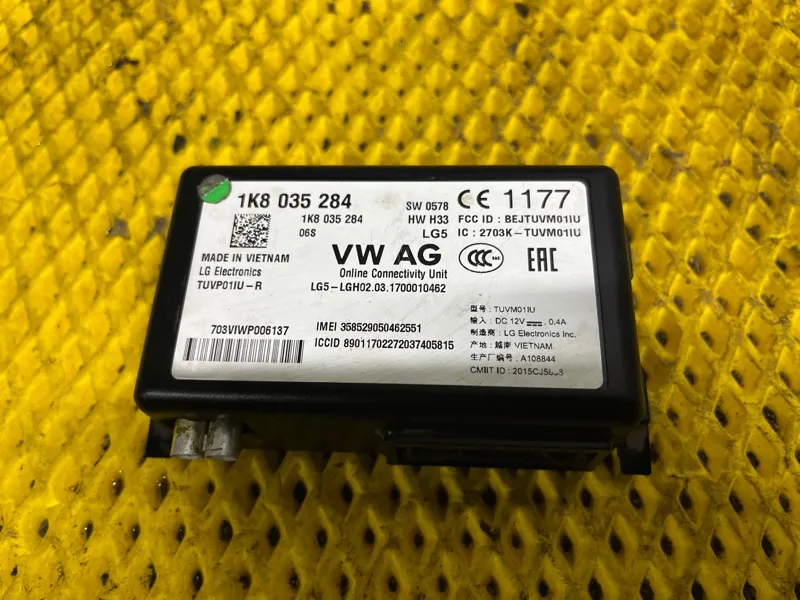 1K8 035 284
1K8 035 284
06S
SW 0578
HW H33
LG5
CE 1177
FCC ID : BEJTUVM01IU
IC : 2703K-TUVM01IU
MADE IN VIETNAM
LG Electronics
TUVP01IU-R
VW AG
Online Connectivity Unit
LG5-LGH02.03.1700010462
CCC S&E
EAC
703VIWP006137
IMEI 358529050462551
ICCID 89011702272037405815
型号: TUVM01IU
输入: DC 12V 0.4A
制造商: LG Electronics Inc.
产地: 越南 VIETNAM
生产厂编号: A108844
CMIIT ID :